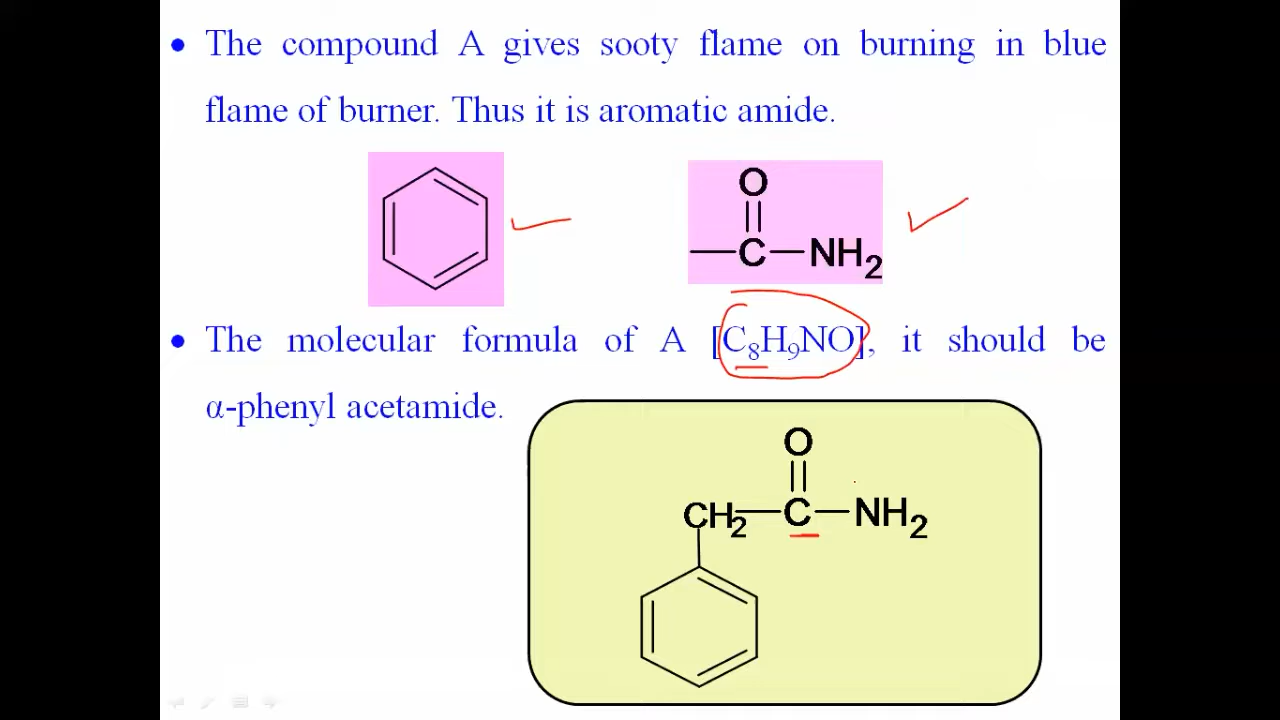 • The compound A gives sooty flame on burning in blue
flame of burner. Thus it is aromatic amide.
O
C NH₂
• The molecular formula of A [C₈H₉NO], it should be
α-phenyl acetamide.
O
CH₂ C NH₂